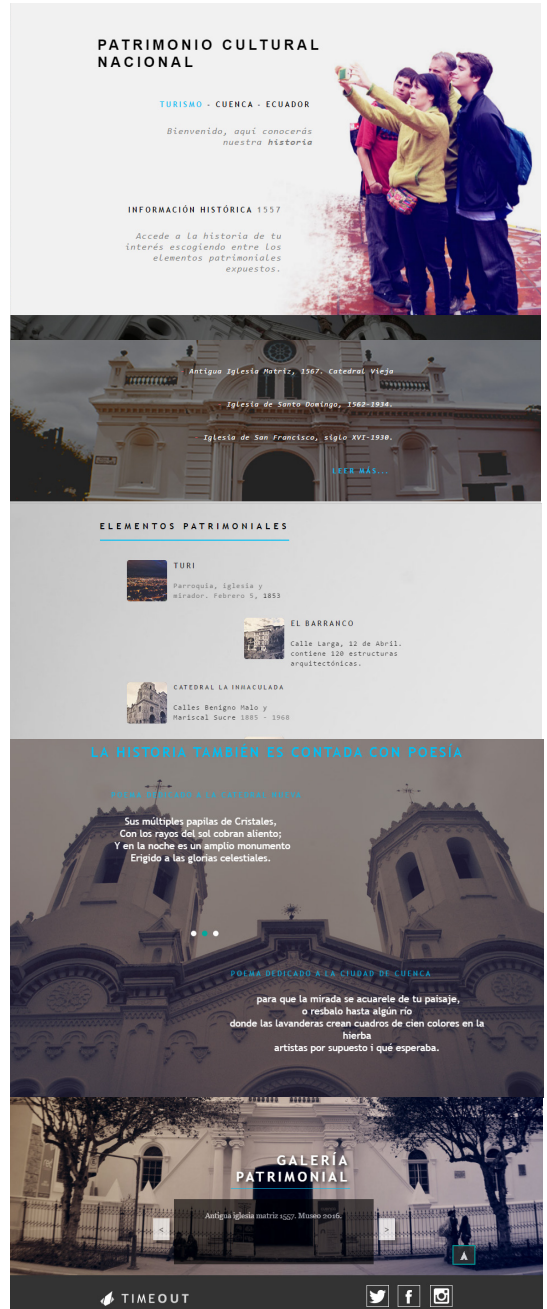 PATRIMONIO CULTURAL
NACIONAL
TURISMO - CUENCA - ECUADOR
Bienvenido, aquí conocerás
nuestra historia
INFORMACIÓN HISTÓRICA 1557
Accede a la historia de tu
interés escogiendo entre los
elementos patrimoniales
expuestos.
Antigua Iglesia Matriz, 1567. Catedral Vieja
Iglesia de Santo Domingo, 1562-1934.
Iglesia de San Francisco, siglo XVI-1930.
LEER MÁS...
ELEMENTOS PATRIMONIALES
TURI
Parroquia, iglesia y
mirador. Febrero 5, 1853
EL BARRANCO
Calle Larga, 12 de Abril.
contiene 120 estructuras
arquitectónicas.
CATEDRAL LA INMACULADA
Calles Benigno Malo y
Mariscal Sucre 1885 - 1968
LA HISTORIA TAMBIÉN ES CONTADA CON POESÍA
POEMA DEDICADO A LA CATEDRAL NUEVA
Sus múltiples papilas de Cristales,
Con los rayos del sol cobran aliento;
Y en la noche es un amplio monumento
Erigido a las glorias celestiales.
POEMA DEDICADO A LA CIUDAD DE CUENCA
para que la mirada se acuarele de tu paisaje,
o resbalo hasta algún río
donde las lavanderas crean cuadros de cien colores en la
hierba
artistas por supuesto i qué esperaba.
GALERÍA
PATRIMONIAL
Antigua iglesia matriz 1557. Museo 2016.
< >
TIMEOUT